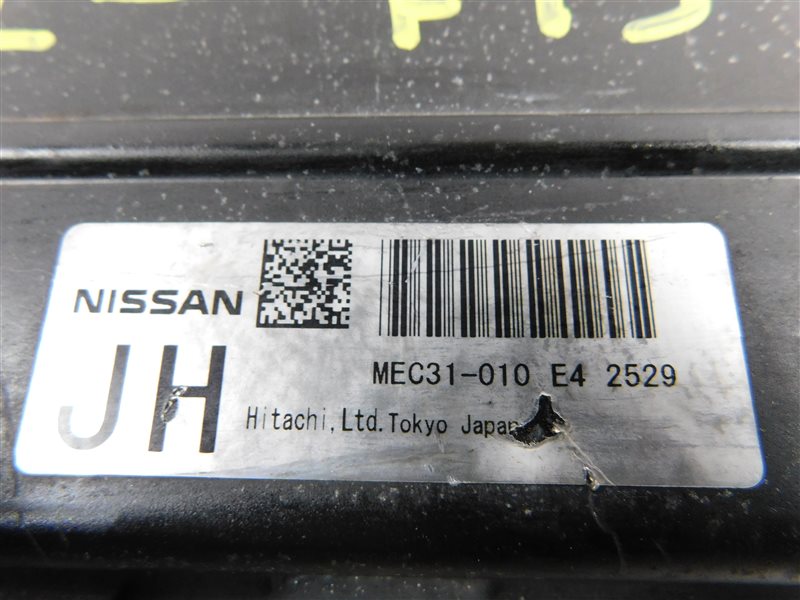 NISSAN
JH
MEC31-010 E4 2529
Hitachi,Ltd.Tokyo Japan